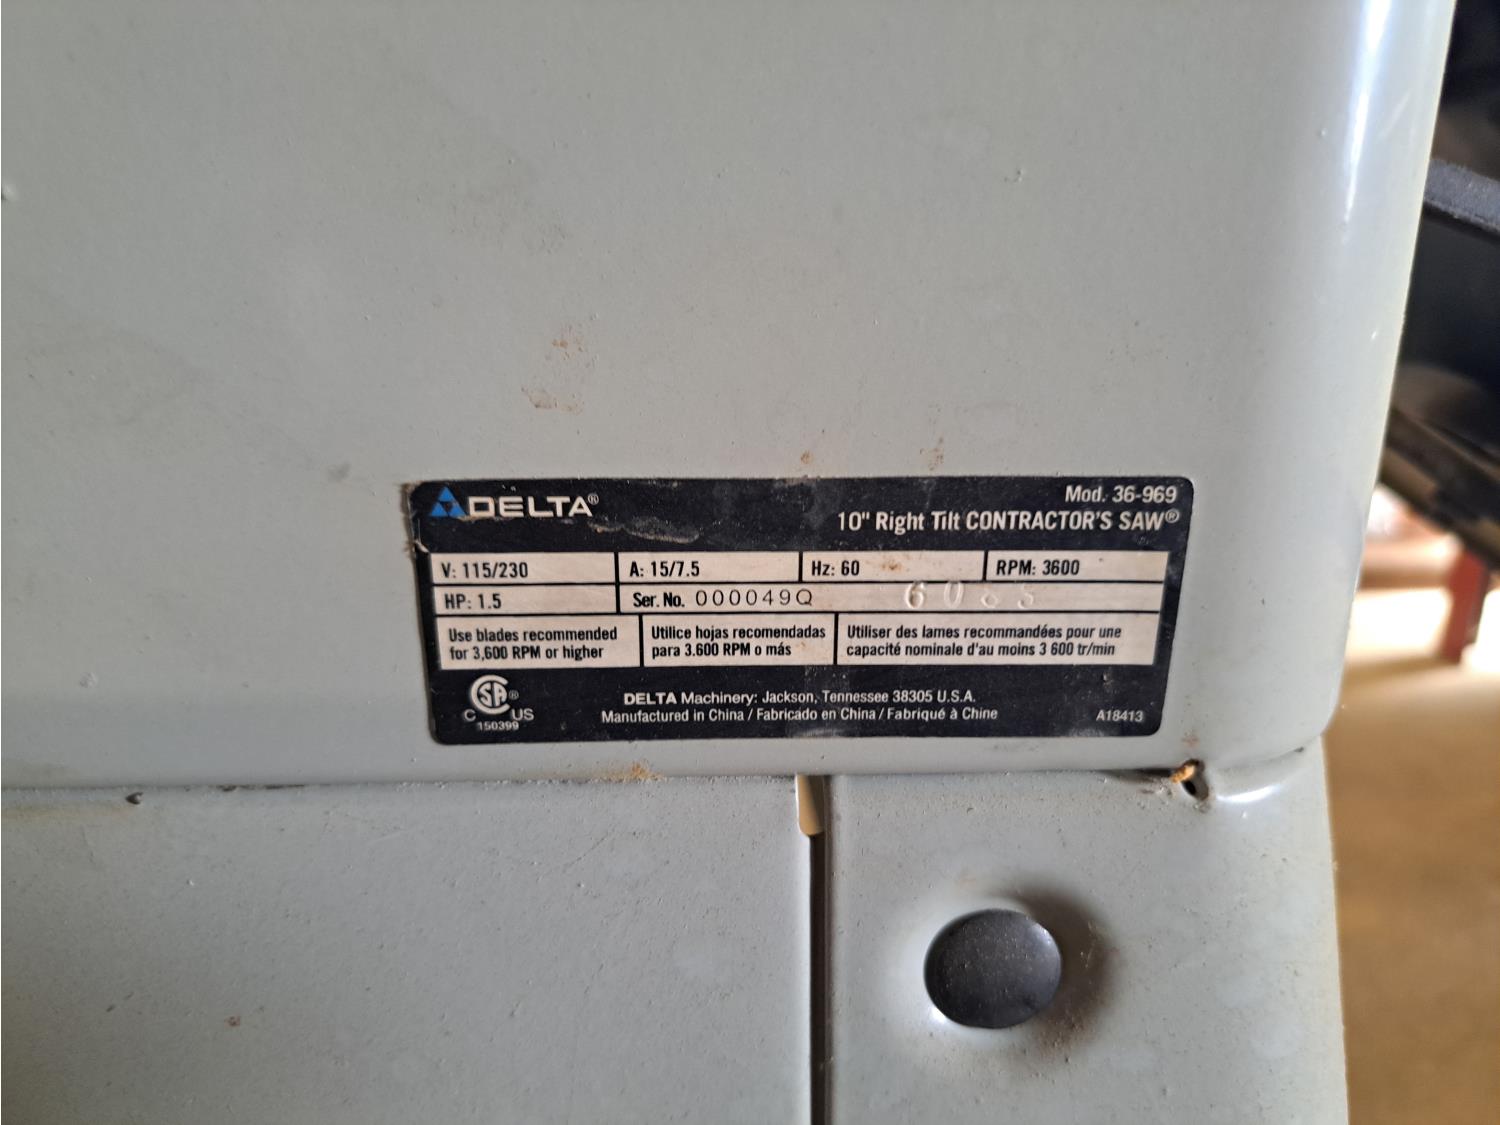 DELTA®
Mod. 36-969
10" Right Tilt CONTRACTOR'S SAW®
V: 115/230
A: 15/7.5
Hz: 60
RPM: 3600
HP: 1.5
Ser. No. 000049Q
Use blades recommended
for 3,600 RPM or higher
Utilice hojas recomendadas
para 3.600 RPM o más
Utiliser des lames recommandées pour une
capacité nominale d'au moins 3 600 tr/min
CSA®
C US
150399
DELTA Machinery: Jackson, Tennessee 38305 U.S.A.
Manufactured in China / Fabricado en China / Fabriqué à Chine
A18413